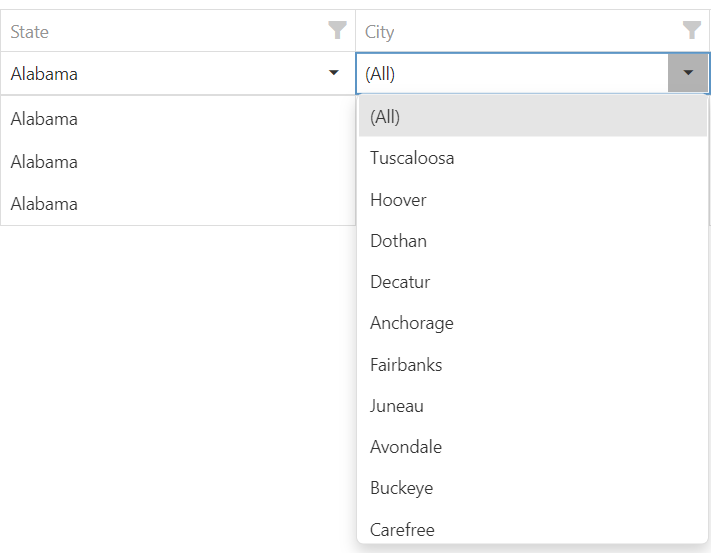 State City
Alabama (All)
Alabama (All)
Alabama Tuscaloosa
Alabama Hoover
Dothan
Decatur
Anchorage
Fairbanks
Juneau
Avondale
Buckeye
Carefree